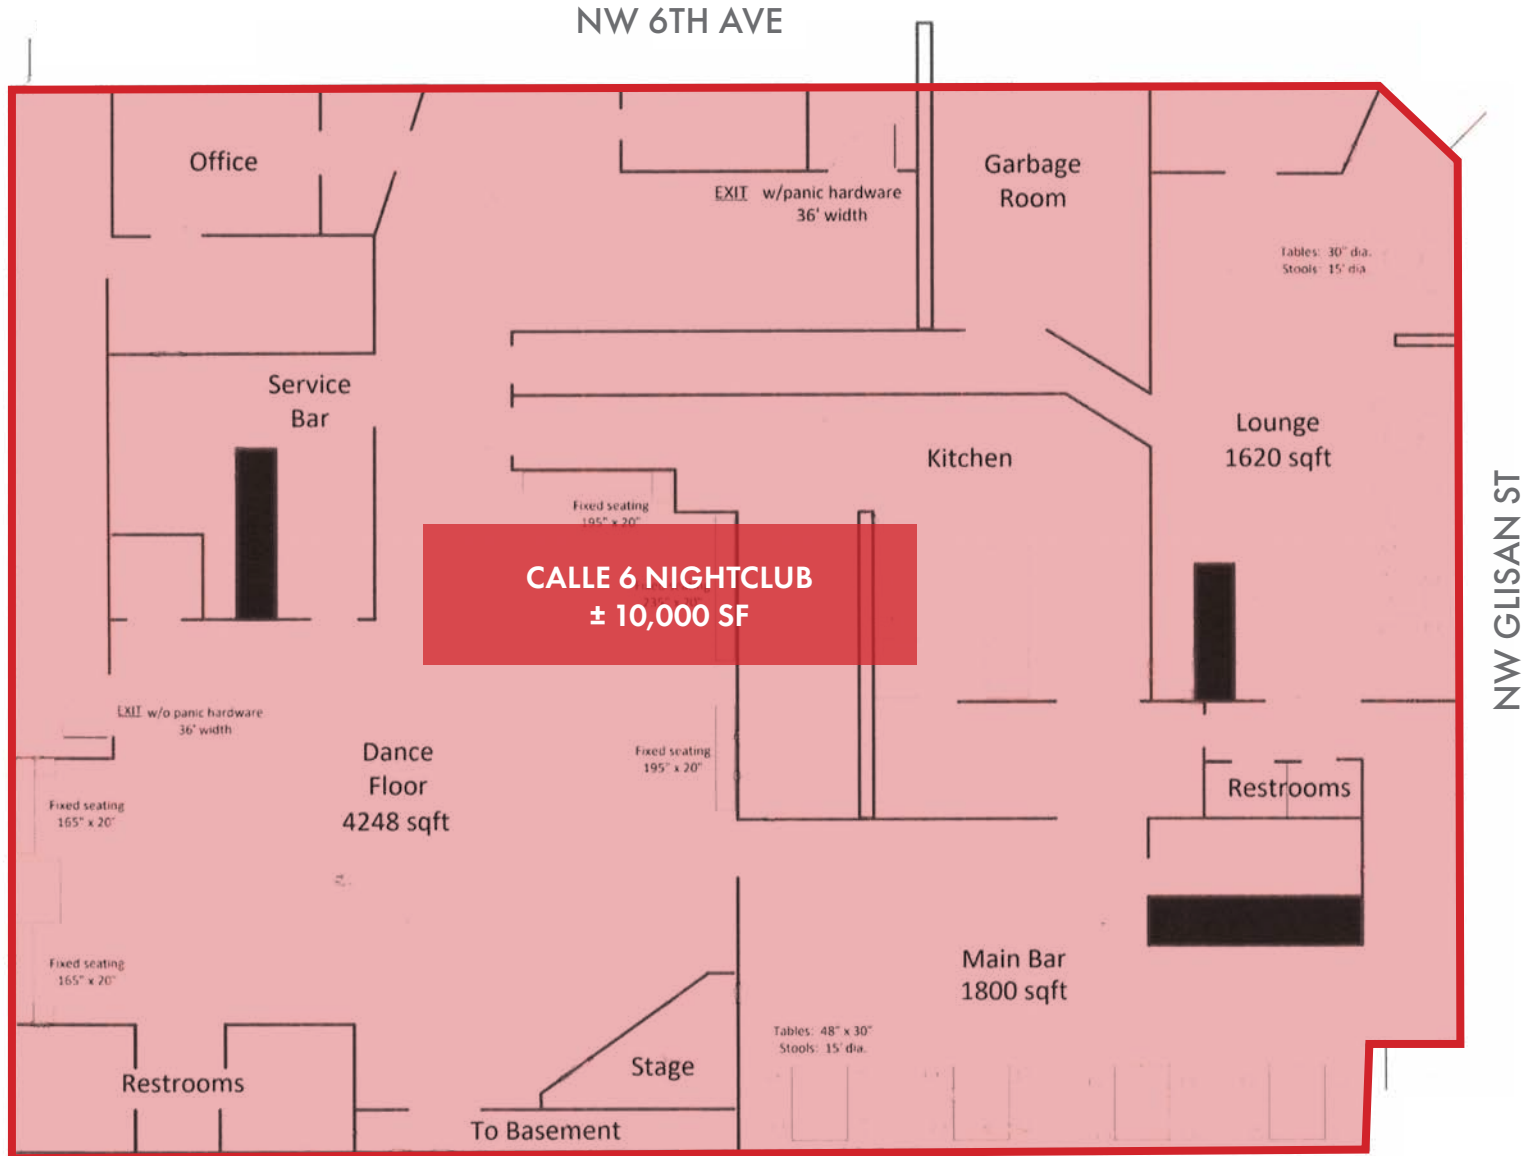 NW 6TH AVE
Office
EXIT w/panic hardware
36' width
Garbage
Room
Tables: 30" dia.
Stools: 15' dia.
Service
Bar
Lounge
1620 sqft
Kitchen
Fixed seating
195" x 20"
CALLE 6 NIGHTCLUB
± 10,000 SF
NW GLISAN ST
EXIT w/o panic hardware
36' width
Dance
Floor
4248 sqft
Fixed seating
195" x 20"
Restrooms
Fixed seating
165" x 20"
Fixed seating
165" x 20"
Main Bar
1800 sqft
Tables: 48" x 30"
Stools: 15' dia.
Stage
Restrooms
To Basement